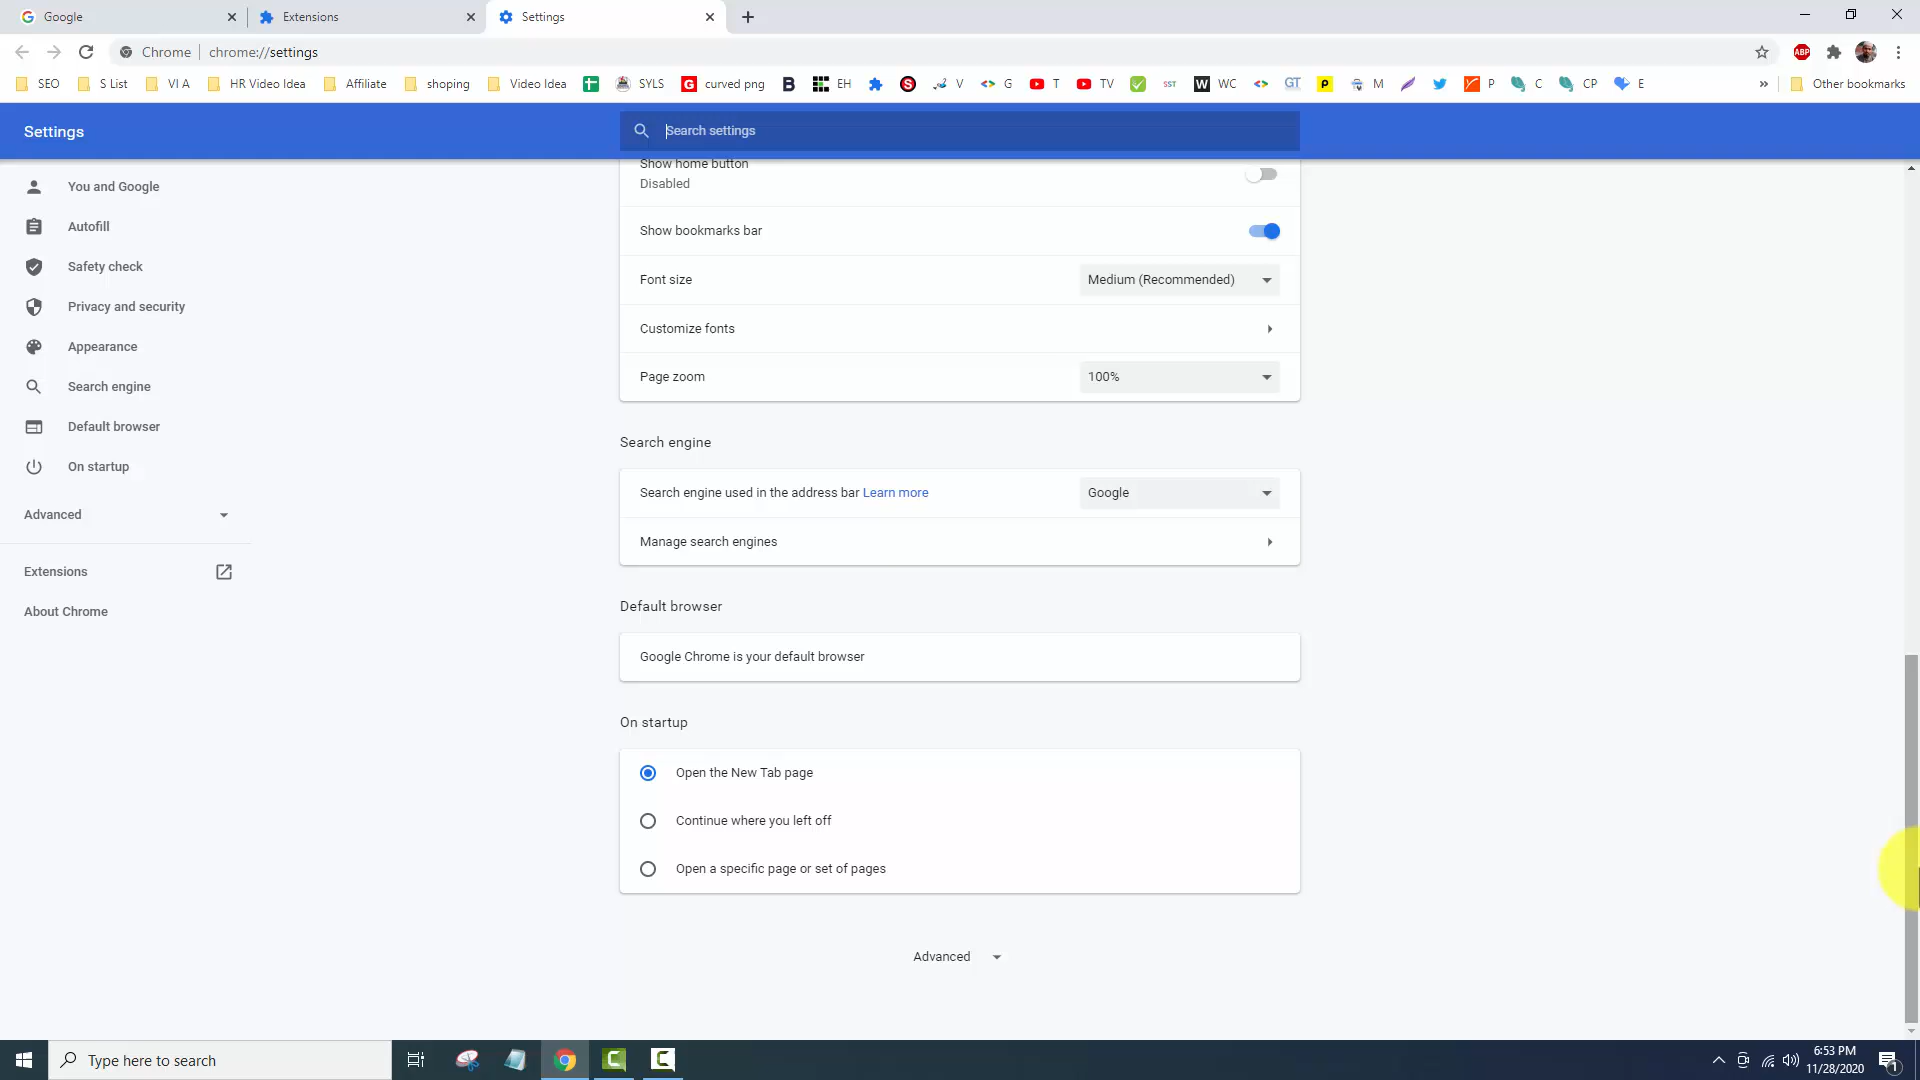 Google
Extensions
Settings
Chrome
chrome://settings
ABP
SEO
S List
VI A
HR Video Idea
Affiliate
shoping
Video Idea
SYLS
G
curved png
B
EH
S
V
G
T
TV
SST
W
WC
GT
P
M
P
C
CP
E
»
Other bookmarks
Settings
Search settings
You and Google
Autofill
Safety check
Privacy and security
Appearance
Search engine
Default browser
On startup
Advanced
Extensions
About Chrome
Show home button
Disabled
Show bookmarks bar
Font size
Medium (Recommended)
Customize fonts
Page zoom
100%
Search engine
Search engine used in the address bar Learn more
Google
Manage search engines
Default browser
Google Chrome is your default browser
On startup
Open the New Tab page
Continue where you left off
Open a specific page or set of pages
Advanced
Type here to search
C
C
6:53 PM
11/28/2020
1